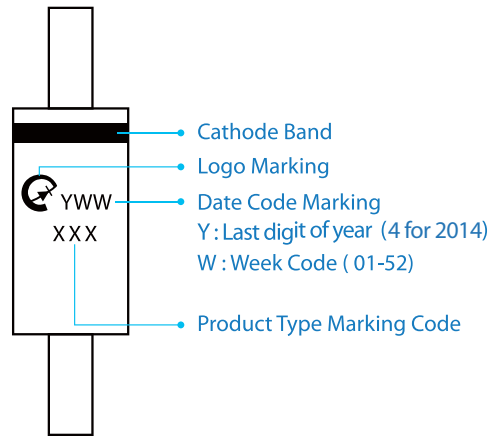 Cathode Band
Logo Marking
YWW
Date Code Marking
Y : Last digit of year (4 for 2014)
XXX
W : Week Code ( 01-52)
Product Type Marking Code